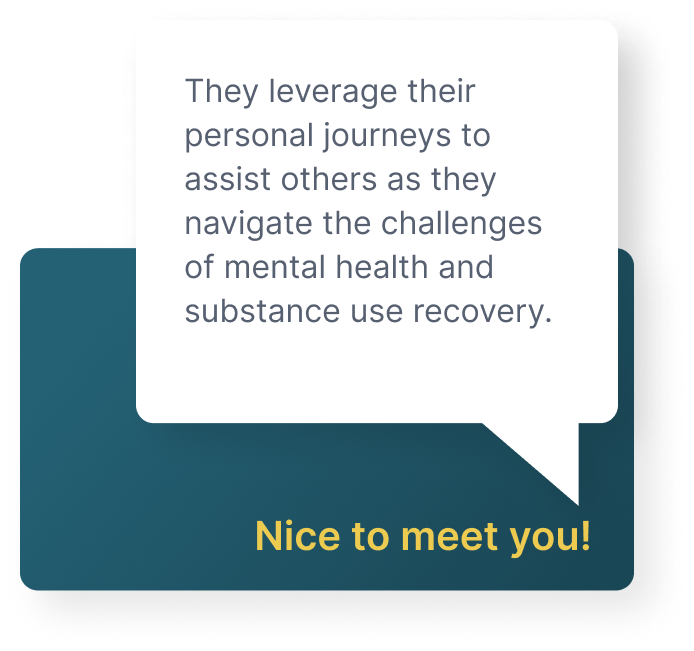 They leverage their
personal journeys to
assist others as they
navigate the challenges
of mental health and
substance use recovery.
Nice to meet you!